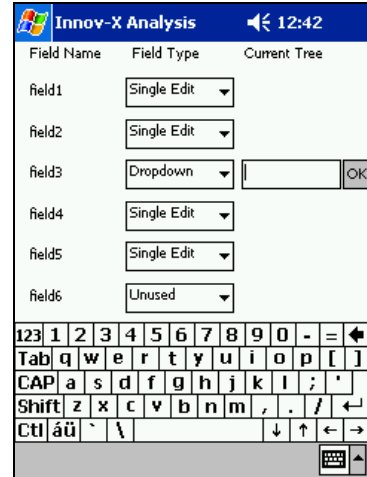 Innov-X Analysis 12:42
Field Name Field Type Current Tree
field1 Single Edit
field2 Single Edit
field3 Dropdown OK
field4 Single Edit
field5 Single Edit
field6 Unused
123 1 2 3 4 5 6 7 8 9 0 - =
Tab q w e r t y u i o p [ ]
CAP a s d f g h j k l ; '
Shift z x c v b n m , . /
Ctl áü ` \